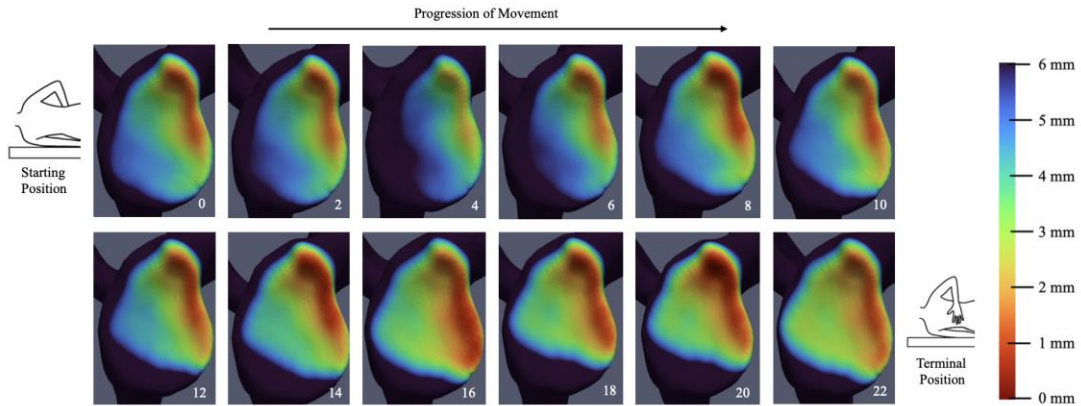 Progression of Movement
Starting
Position
0
2
4
6
8
10
12
14
16
18
20
22
Terminal
Position
6 mm
5 mm
4 mm
3 mm
2 mm
1 mm
0 mm